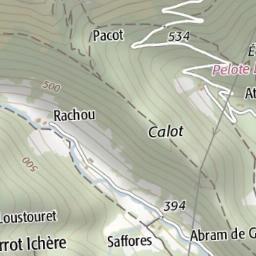 Pacot
534
Pelote
500
Rachou
Calot
500
394
Loustouret
rrot Ichère
Saffores
Abram de G